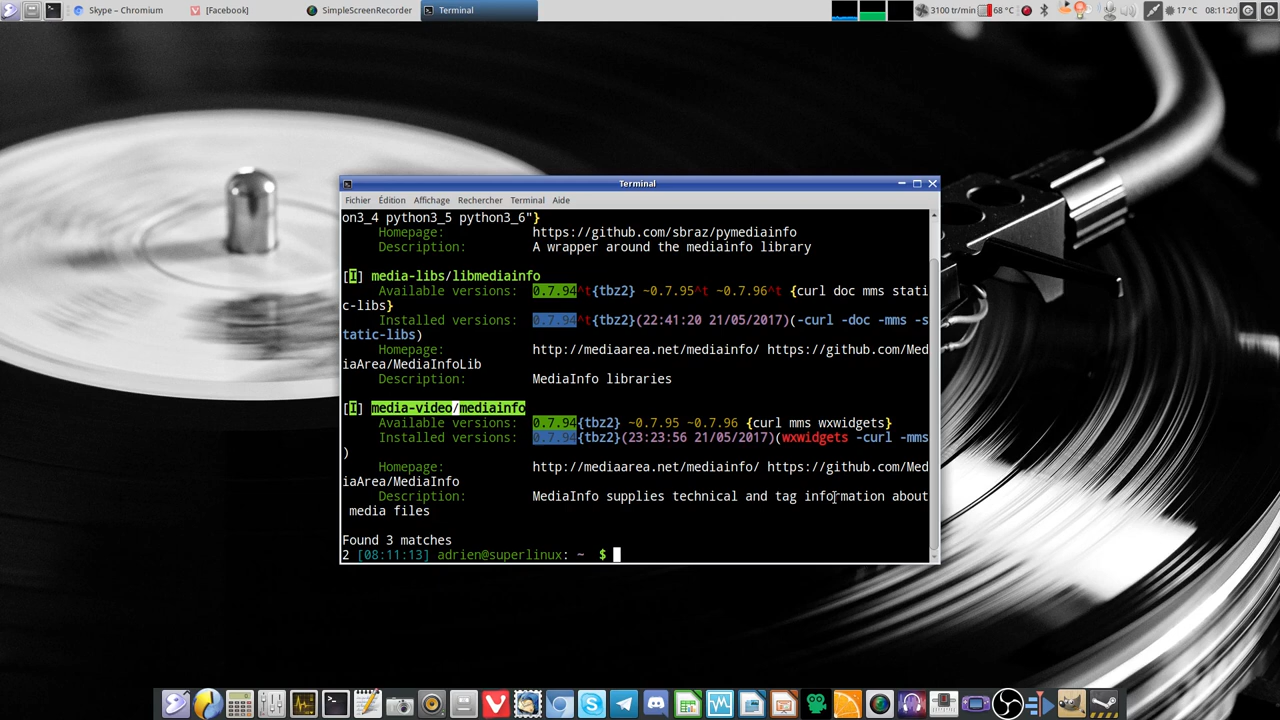 Skype – Chromium
[Facebook]
SimpleScreenRecorder
Terminal
3100 tr/min
68 °C
17 °C
08:11:20
Terminal
Fichier Édition Affichage Rechercher Terminal Aide
on3_4 python3_5 python3_6"}
Homepage: https://github.com/sbraz/pymediainfo
Description: A wrapper around the mediainfo library
[I] media-libs/libmediainfo
Available versions: 0.7.94^t{tbz2} ~0.7.95^t ~0.7.96^t {curl doc mms stati
c-libs}
Installed versions: 0.7.94^t{tbz2}(22:41:20 21/05/2017)(-curl -doc -mms -s
tatic-libs)
Homepage: http://mediaarea.net/mediainfo/ https://github.com/Med
iaArea/MediaInfoLib
Description: MediaInfo libraries
[I] media-video/mediainfo
Available versions: 0.7.94{tbz2} ~0.7.95 ~0.7.96 {curl mms wxwidgets}
Installed versions: 0.7.94{tbz2}(23:23:56 21/05/2017)(wxwidgets -curl -mms
)
Homepage: http://mediaarea.net/mediainfo/ https://github.com/Med
iaArea/MediaInfo
Description: MediaInfo supplies technical and tag information about
media files
Found 3 matches
2 [08:11:13] adrien@superlinux: ~ $